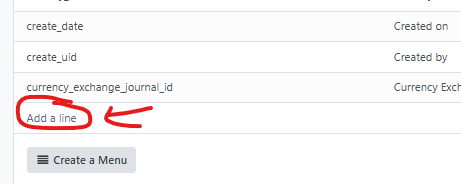 create_date Created on
create_uid Created by
currency_exchange_journal_id Currency Exch
Add a line
Create a Menu